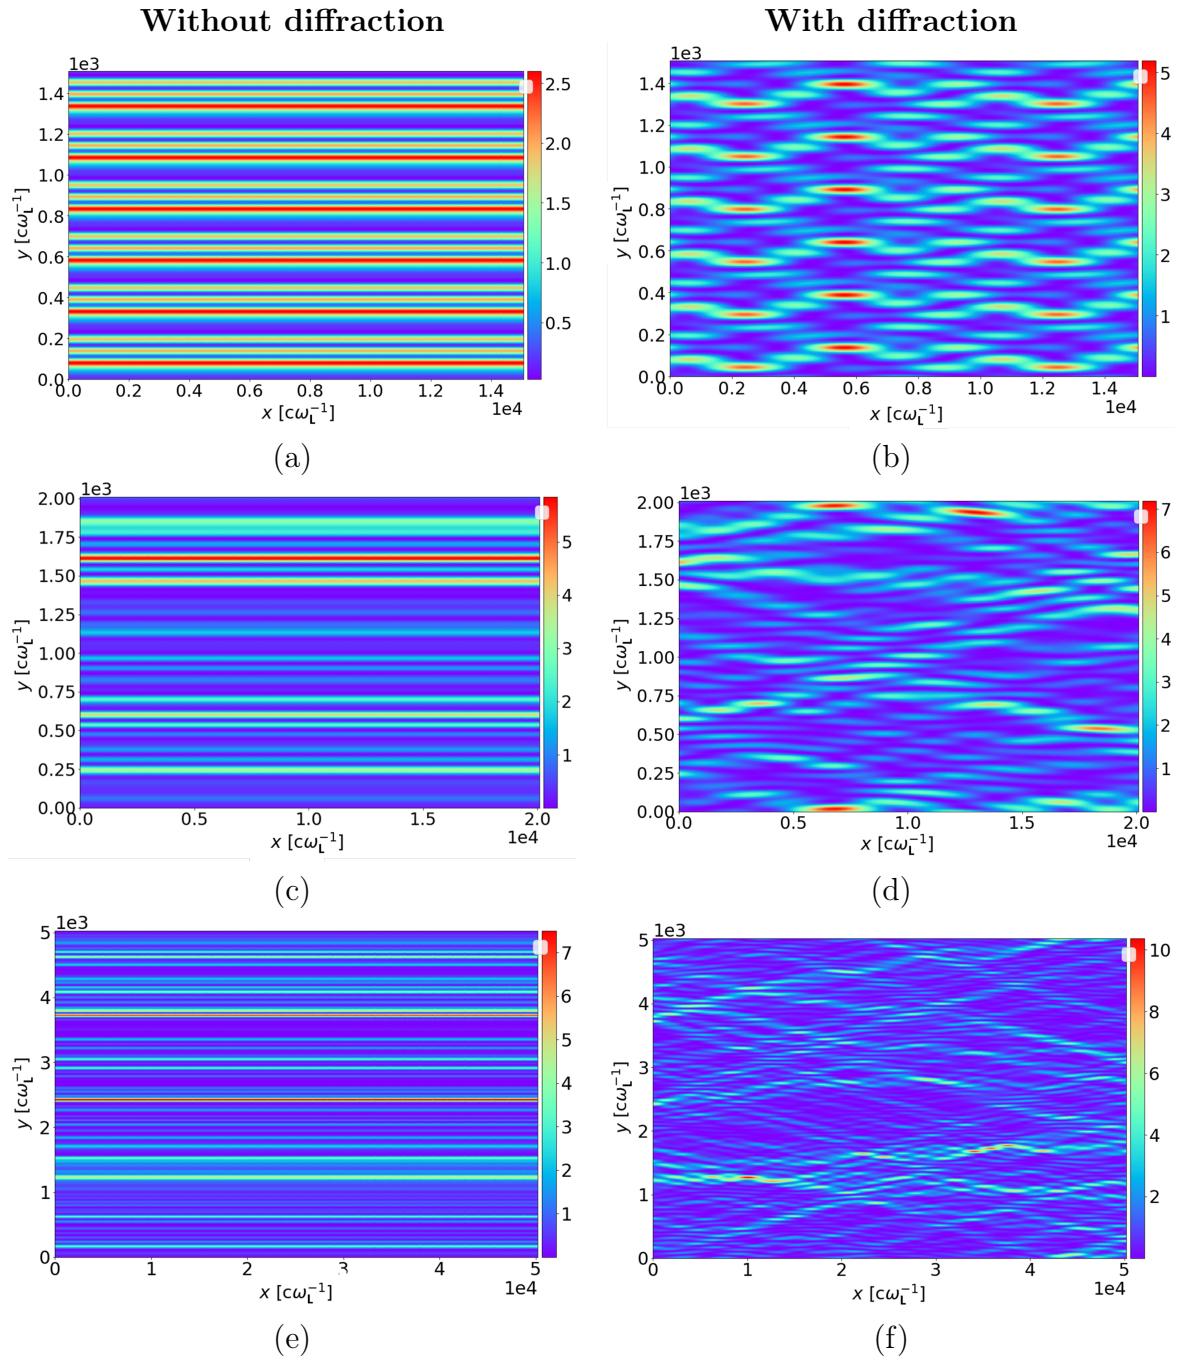 Without diffraction
With diffraction
1e3
1.4
1.2
1.0
0.8
0.6
0.4
0.2
0.0
y [cω_L^{-1}]
0.0 0.2 0.4 0.6 0.8 1.0 1.2 1.4
1e4
x [cω_L^{-1}]
2.5
2.0
1.5
1.0
0.5
(a)
1e3
1.4
1.2
1.0
0.8
0.6
0.4
0.2
0.0
y [cω_L^{-1}]
0.0 0.2 0.4 0.6 0.8 1.0 1.2 1.4
1e4
x [cω_L^{-1}]
5
4
3
2
1
(b)
1e3
2.00
1.75
1.50
1.25
1.00
0.75
0.50
0.25
0.00
y [cω_L^{-1}]
0.0 0.5 1.0 1.5 2.0
1e4
x [cω_L^{-1}]
5
4
3
2
1
(c)
1e3
2.00
1.75
1.50
1.25
1.00
0.75
0.50
0.25
0.00
y [cω_L^{-1}]
0.0 0.5 1.0 1.5 2.0
1e4
x [cω_L^{-1}]
7
6
5
4
3
2
1
(d)
1e3
5
4
3
2
1
0
y [cω_L^{-1}]
0 1 2 3 4 5
1e4
x [cω_L^{-1}]
7
6
5
4
3
2
1
(e)
1e3
5
4
3
2
1
0
y [cω_L^{-1}]
0 1 2 3 4 5
1e4
x [cω_L^{-1}]
10
8
6
4
2
(f)